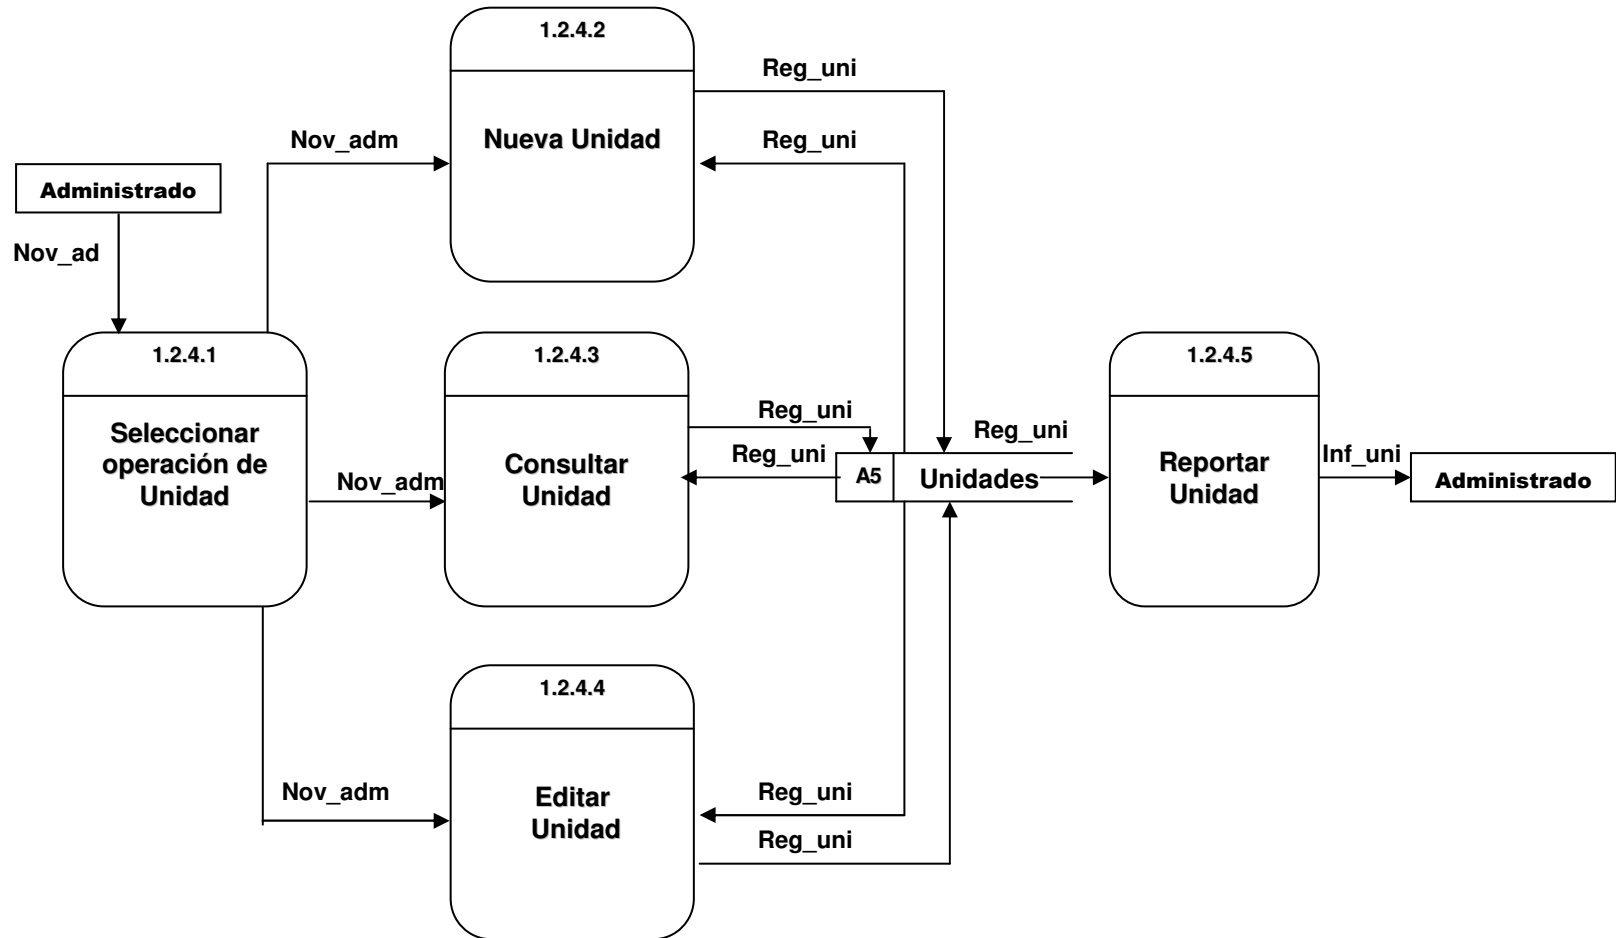 1.2.4.2
Reg_uni
Nueva Unidad
Nov_adm
Reg_uni
Administrado
Nov_ad
1.2.4.1
Seleccionar
operación de
Unidad
1.2.4.3
Consultar
Unidad
Nov_adm
Reg_uni
Reg_uni
A5
Unidades
Reg_uni
1.2.4.5
Reportar
Unidad
Inf_uni
Administrado
1.2.4.4
Editar
Unidad
Nov_adm
Reg_uni
Reg_uni